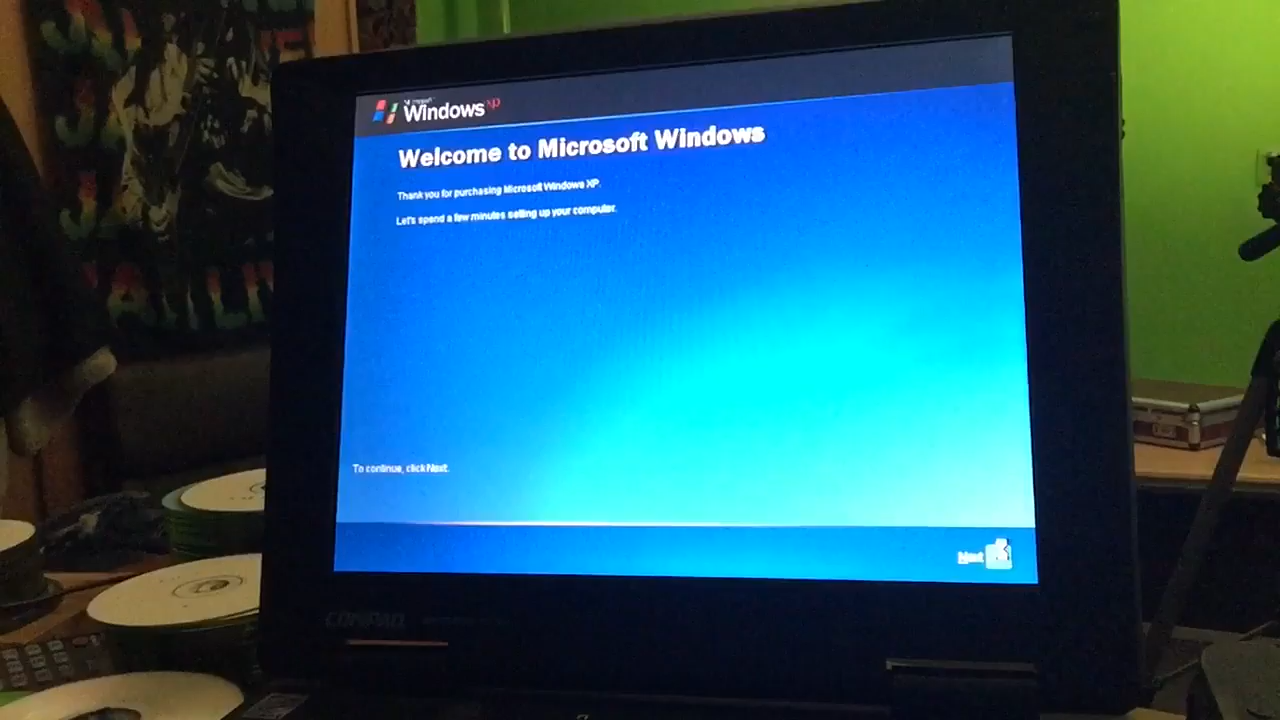 Microsoft
Windows xp
Welcome to Microsoft Windows
Thank you for purchasing Microsoft Windows XP.
Let's spend a few minutes setting up your computer.
To continue, click Next.
Next
COMPAQ